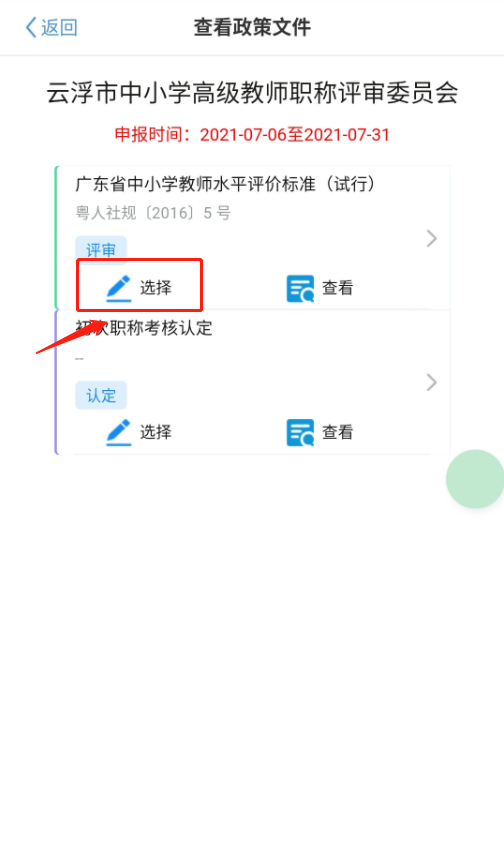 返回
查看政策文件
云浮市中小学高级教师职称评审委员会
申报时间：2021-07-06至2021-07-31
广东省中小学教师水平评价标准（试行）
粤人社规〔2016〕5 号
评审
选择 查看
初次职称考核认定
--
认定
选择 查看